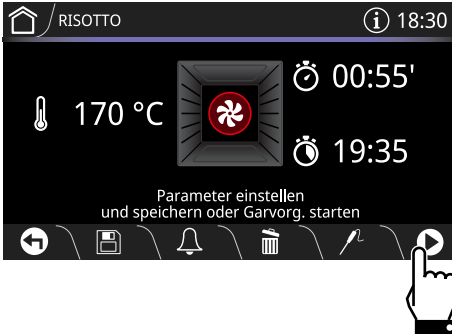 RISOTTO
i 18:30
170 °C
00:55'
19:35
Parameter einstellen
und speichern oder Garvorg. starten